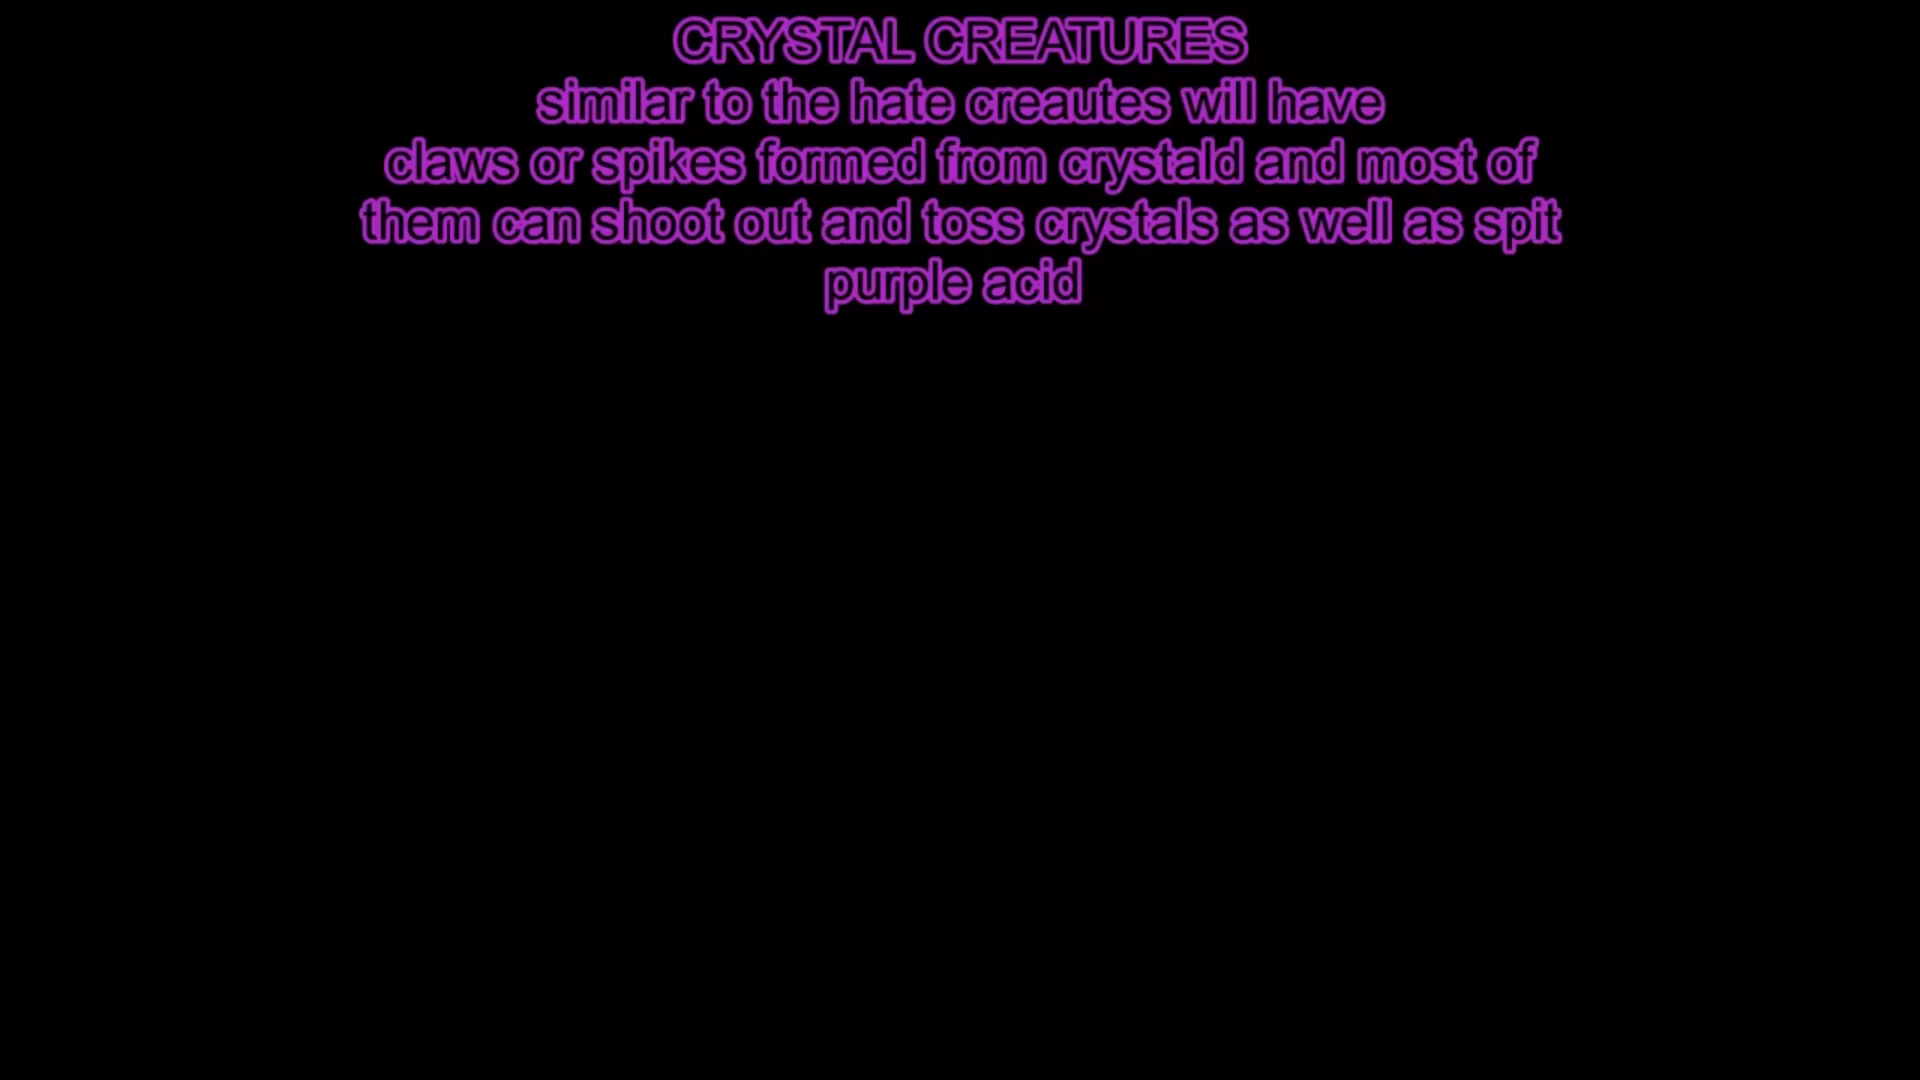 CRYSTAL CREATURES
similar to the hate creautes will have
claws or spikes formed from crystald and most of
them can shoot out and toss crystals as well as spit
purple acid